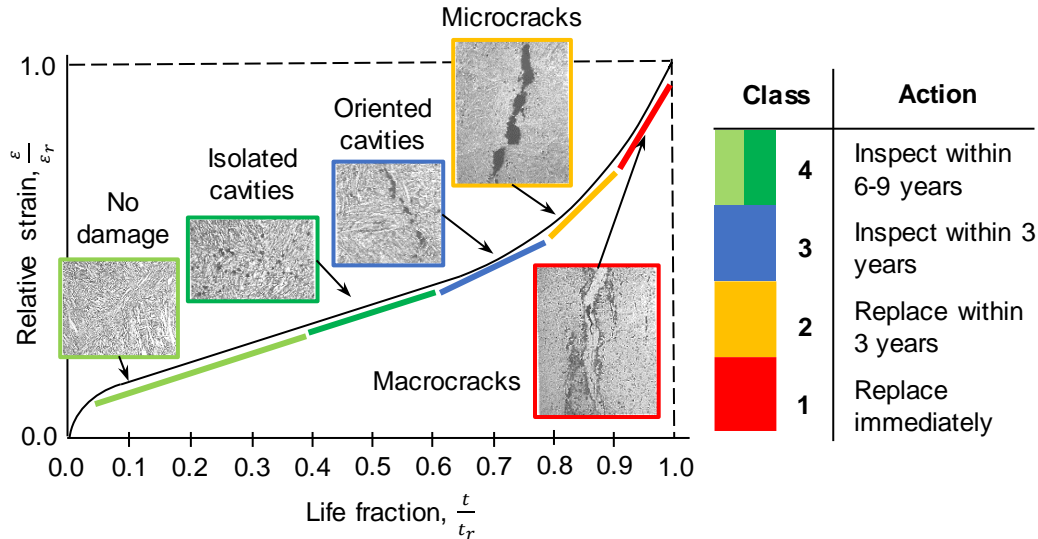 Microcracks
1.0
Oriented
cavities
Isolated
cavities
No
damage
Relative strain, ε/εr
Macrocracks
0.0
0.0 0.1 0.2 0.3 0.4 0.5 0.6 0.7 0.8 0.9 1.0
Life fraction, t/tr
Class Action
4 Inspect within
6-9 years
3 Inspect within 3
years
2 Replace within
3 years
1 Replace
immediately